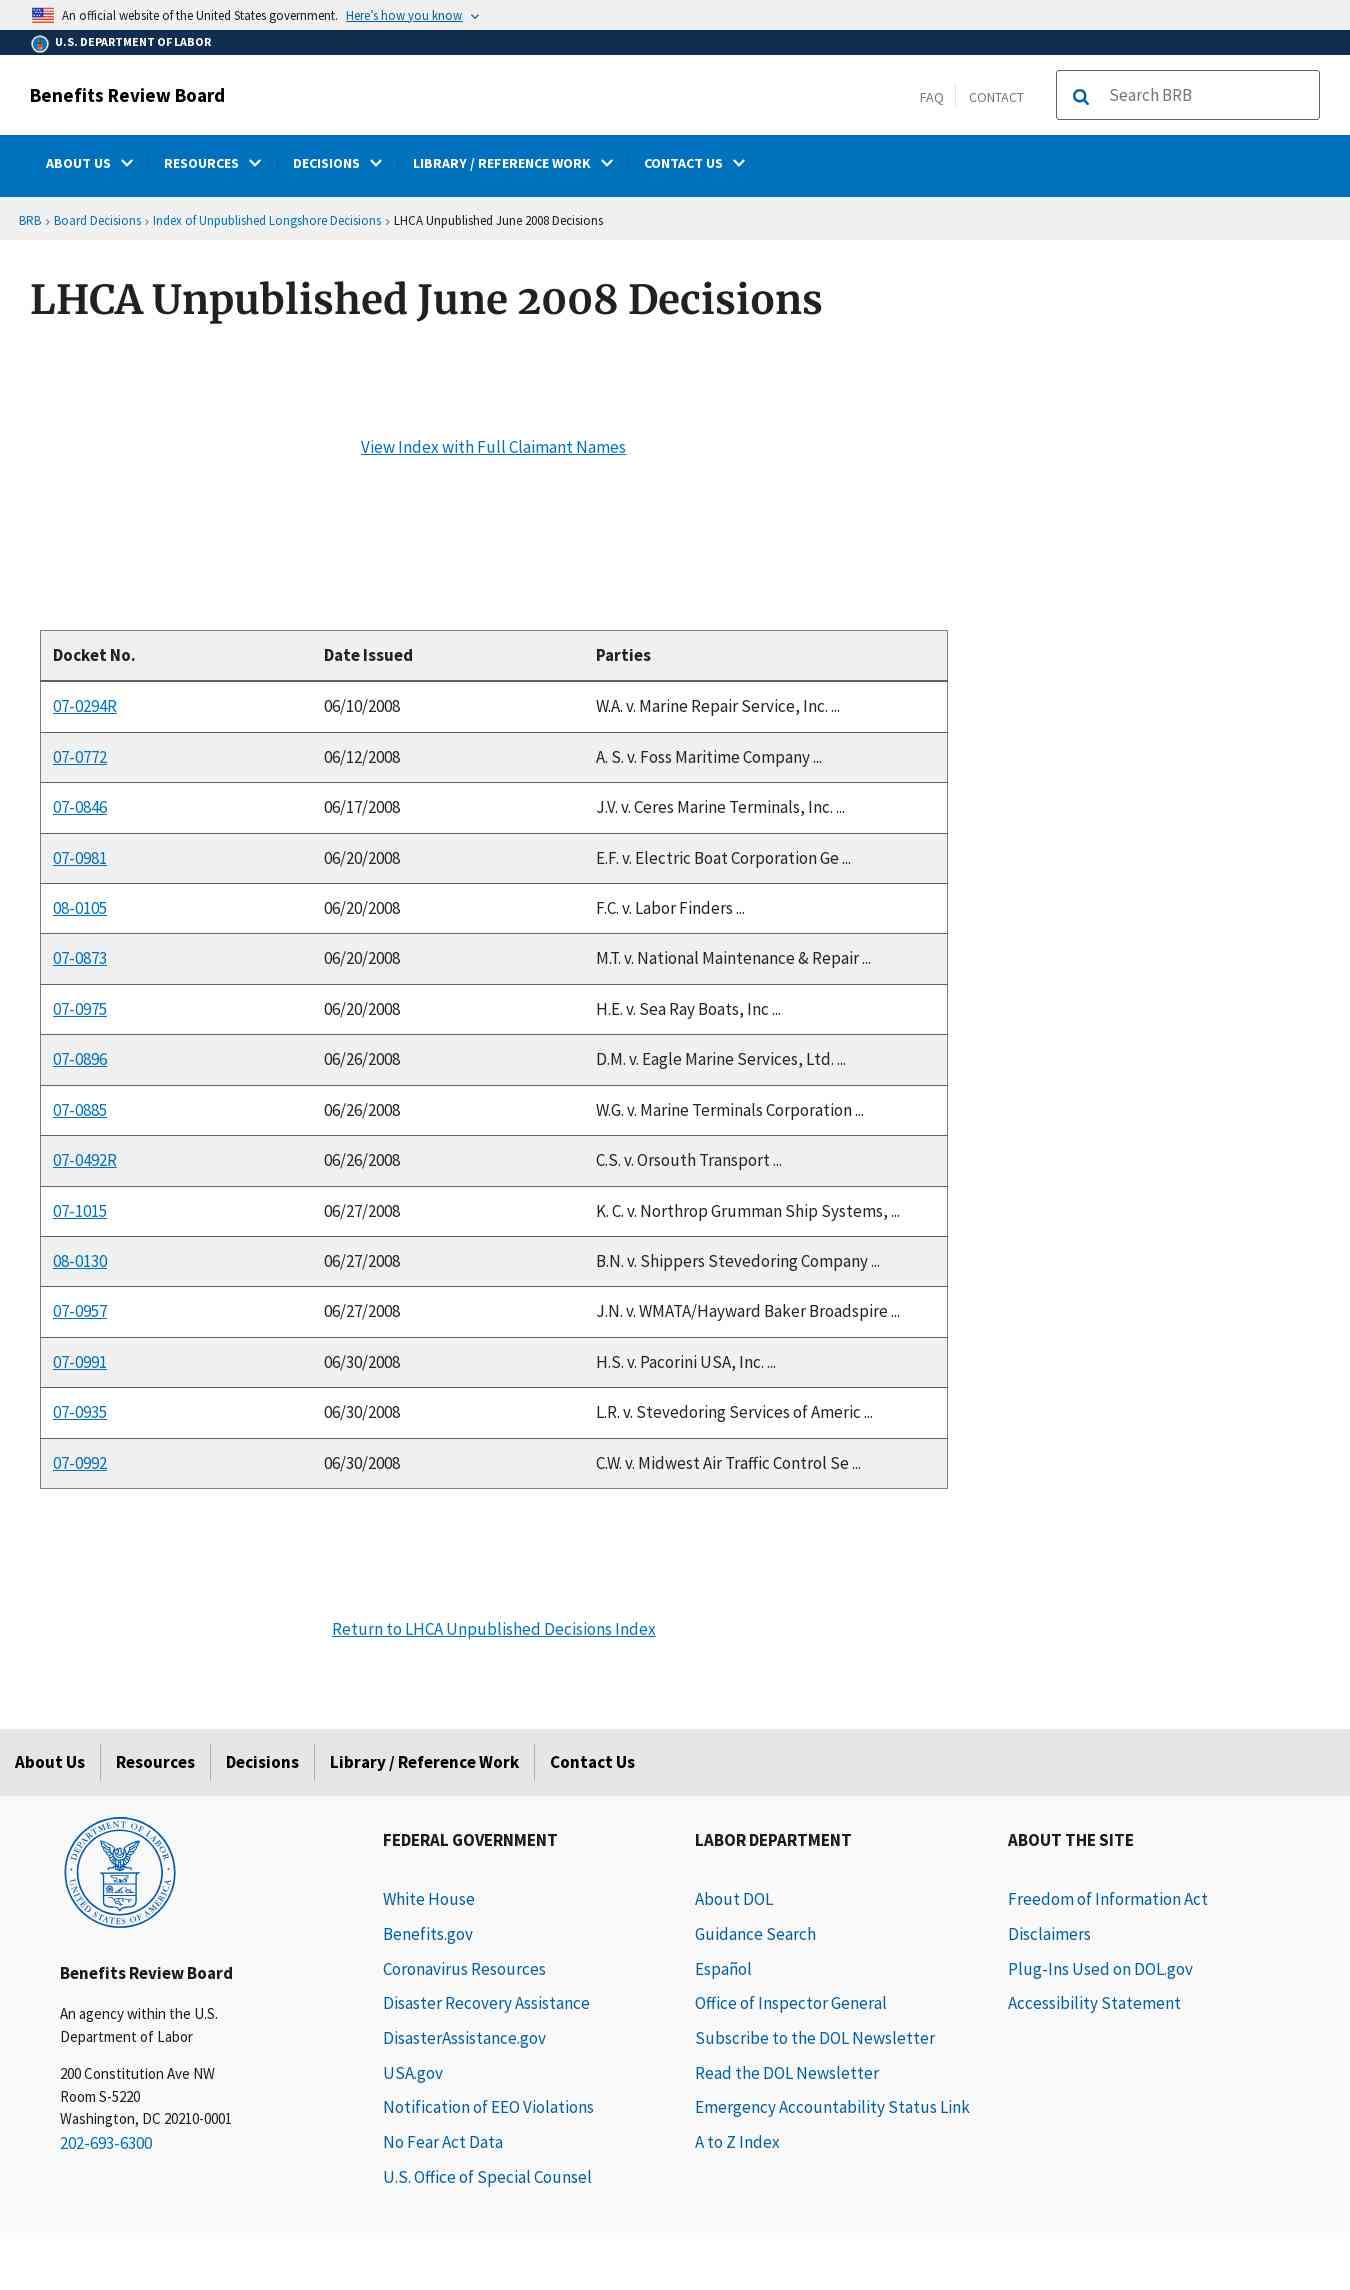 An official website of the United States government. Here's how you know
U.S. DEPARTMENT OF LABOR
Benefits Review Board
FAQ CONTACT Search BRB
ABOUT US RESOURCES DECISIONS LIBRARY / REFERENCE WORK CONTACT US
BRB › Board Decisions › Index of Unpublished Longshore Decisions › LHCA Unpublished June 2008 Decisions
LHCA Unpublished June 2008 Decisions
View Index with Full Claimant Names
Docket No. Date Issued Parties
07-0294R 06/10/2008 W.A. v. Marine Repair Service, Inc. ...
07-0772 06/12/2008 A. S. v. Foss Maritime Company ...
07-0846 06/17/2008 J.V. v. Ceres Marine Terminals, Inc. ...
07-0981 06/20/2008 E.F. v. Electric Boat Corporation Ge ...
08-0105 06/20/2008 F.C. v. Labor Finders ...
07-0873 06/20/2008 M.T. v. National Maintenance & Repair ...
07-0975 06/20/2008 H.E. v. Sea Ray Boats, Inc ...
07-0896 06/26/2008 D.M. v. Eagle Marine Services, Ltd. ...
07-0885 06/26/2008 W.G. v. Marine Terminals Corporation ...
07-0492R 06/26/2008 C.S. v. Orsouth Transport ...
07-1015 06/27/2008 K. C. v. Northrop Grumman Ship Systems, ...
08-0130 06/27/2008 B.N. v. Shippers Stevedoring Company ...
07-0957 06/27/2008 J.N. v. WMATA/Hayward Baker Broadspire ...
07-0991 06/30/2008 H.S. v. Pacorini USA, Inc. ...
07-0935 06/30/2008 L.R. v. Stevedoring Services of Americ ...
07-0992 06/30/2008 C.W. v. Midwest Air Traffic Control Se ...
Return to LHCA Unpublished Decisions Index
About Us Resources Decisions Library / Reference Work Contact Us
DEPARTMENT OF LABOR
UNITED STATES OF AMERICA
Benefits Review Board
An agency within the U.S.
Department of Labor
200 Constitution Ave NW
Room S-5220
Washington, DC 20210-0001
202-693-6300
FEDERAL GOVERNMENT
White House
Benefits.gov
Coronavirus Resources
Disaster Recovery Assistance
DisasterAssistance.gov
USA.gov
Notification of EEO Violations
No Fear Act Data
U.S. Office of Special Counsel
LABOR DEPARTMENT
About DOL
Guidance Search
Español
Office of Inspector General
Subscribe to the DOL Newsletter
Read the DOL Newsletter
Emergency Accountability Status Link
A to Z Index
ABOUT THE SITE
Freedom of Information Act
Disclaimers
Plug-Ins Used on DOL.gov
Accessibility Statement